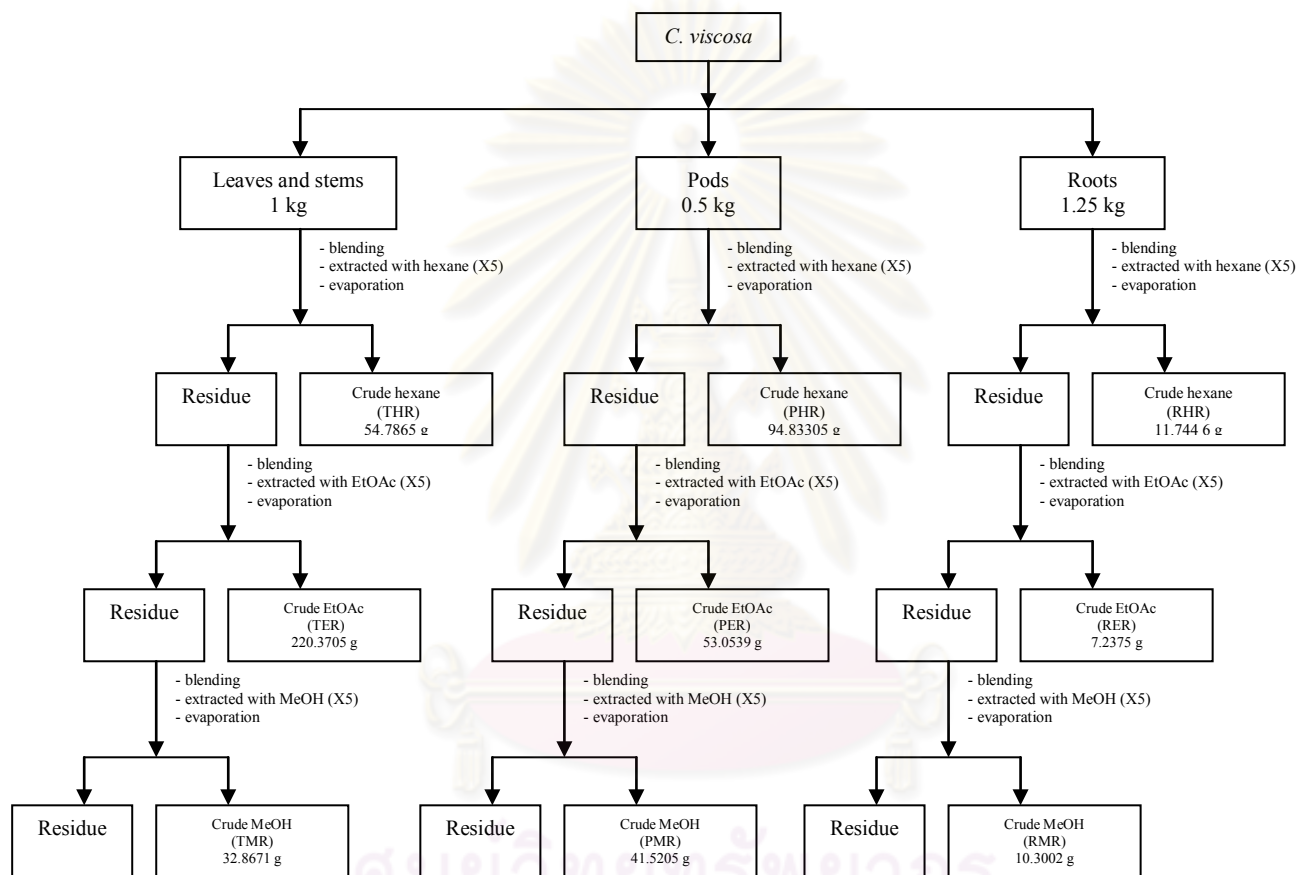 C. viscosa
Leaves and stems
1 kg
Pods
0.5 kg
Roots
1.25 kg
- blending
- extracted with hexane (X5)
- evaporation
- blending
- extracted with hexane (X5)
- evaporation
- blending
- extracted with hexane (X5)
- evaporation
Residue
Crude hexane
(THR)
54.7865 g
Residue
Crude hexane
(PHR)
94.83305 g
Residue
Crude hexane
(RHR)
11.744 6 g
- blending
- extracted with EtOAc (X5)
- evaporation
- blending
- extracted with EtOAc (X5)
- evaporation
- blending
- extracted with EtOAc (X5)
- evaporation
Residue
Crude EtOAc
(TER)
220.3705 g
Residue
Crude EtOAc
(PER)
53.0539 g
Residue
Crude EtOAc
(RER)
7.2375 g
- blending
- extracted with MeOH (X5)
- evaporation
- blending
- extracted with MeOH (X5)
- evaporation
- blending
- extracted with MeOH (X5)
- evaporation
Residue
Crude MeOH
(TMR)
32.8671 g
Residue
Crude MeOH
(PMR)
41.5205 g
Residue
Crude MeOH
(RMR)
10.3002 g